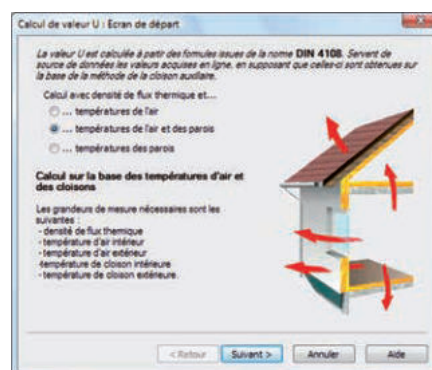 Calcul de valeur U : Ecran de départ
La valeur U est calculée à partir des formules issues de la norme DIN 4108. Servent de
source de données les valeurs acquises en ligne, en supposant que celles-ci sont obtenues sur
la base de la méthode de la cloison auxiliaire.
Calcul avec densité de flux thermique et...
... températures de l'air
... températures de l'air et des parois
... températures des parois
Calcul sur la base des températures d'air et
des cloisons
Les grandeurs de mesure nécessaires sont les
suivantes :
- densité de flux thermique
- température d'air intérieur
- température d'air extérieur
-température de cloison intérieure
- température de cloison extérieure.
< Retour Suivant > Annuler Aide